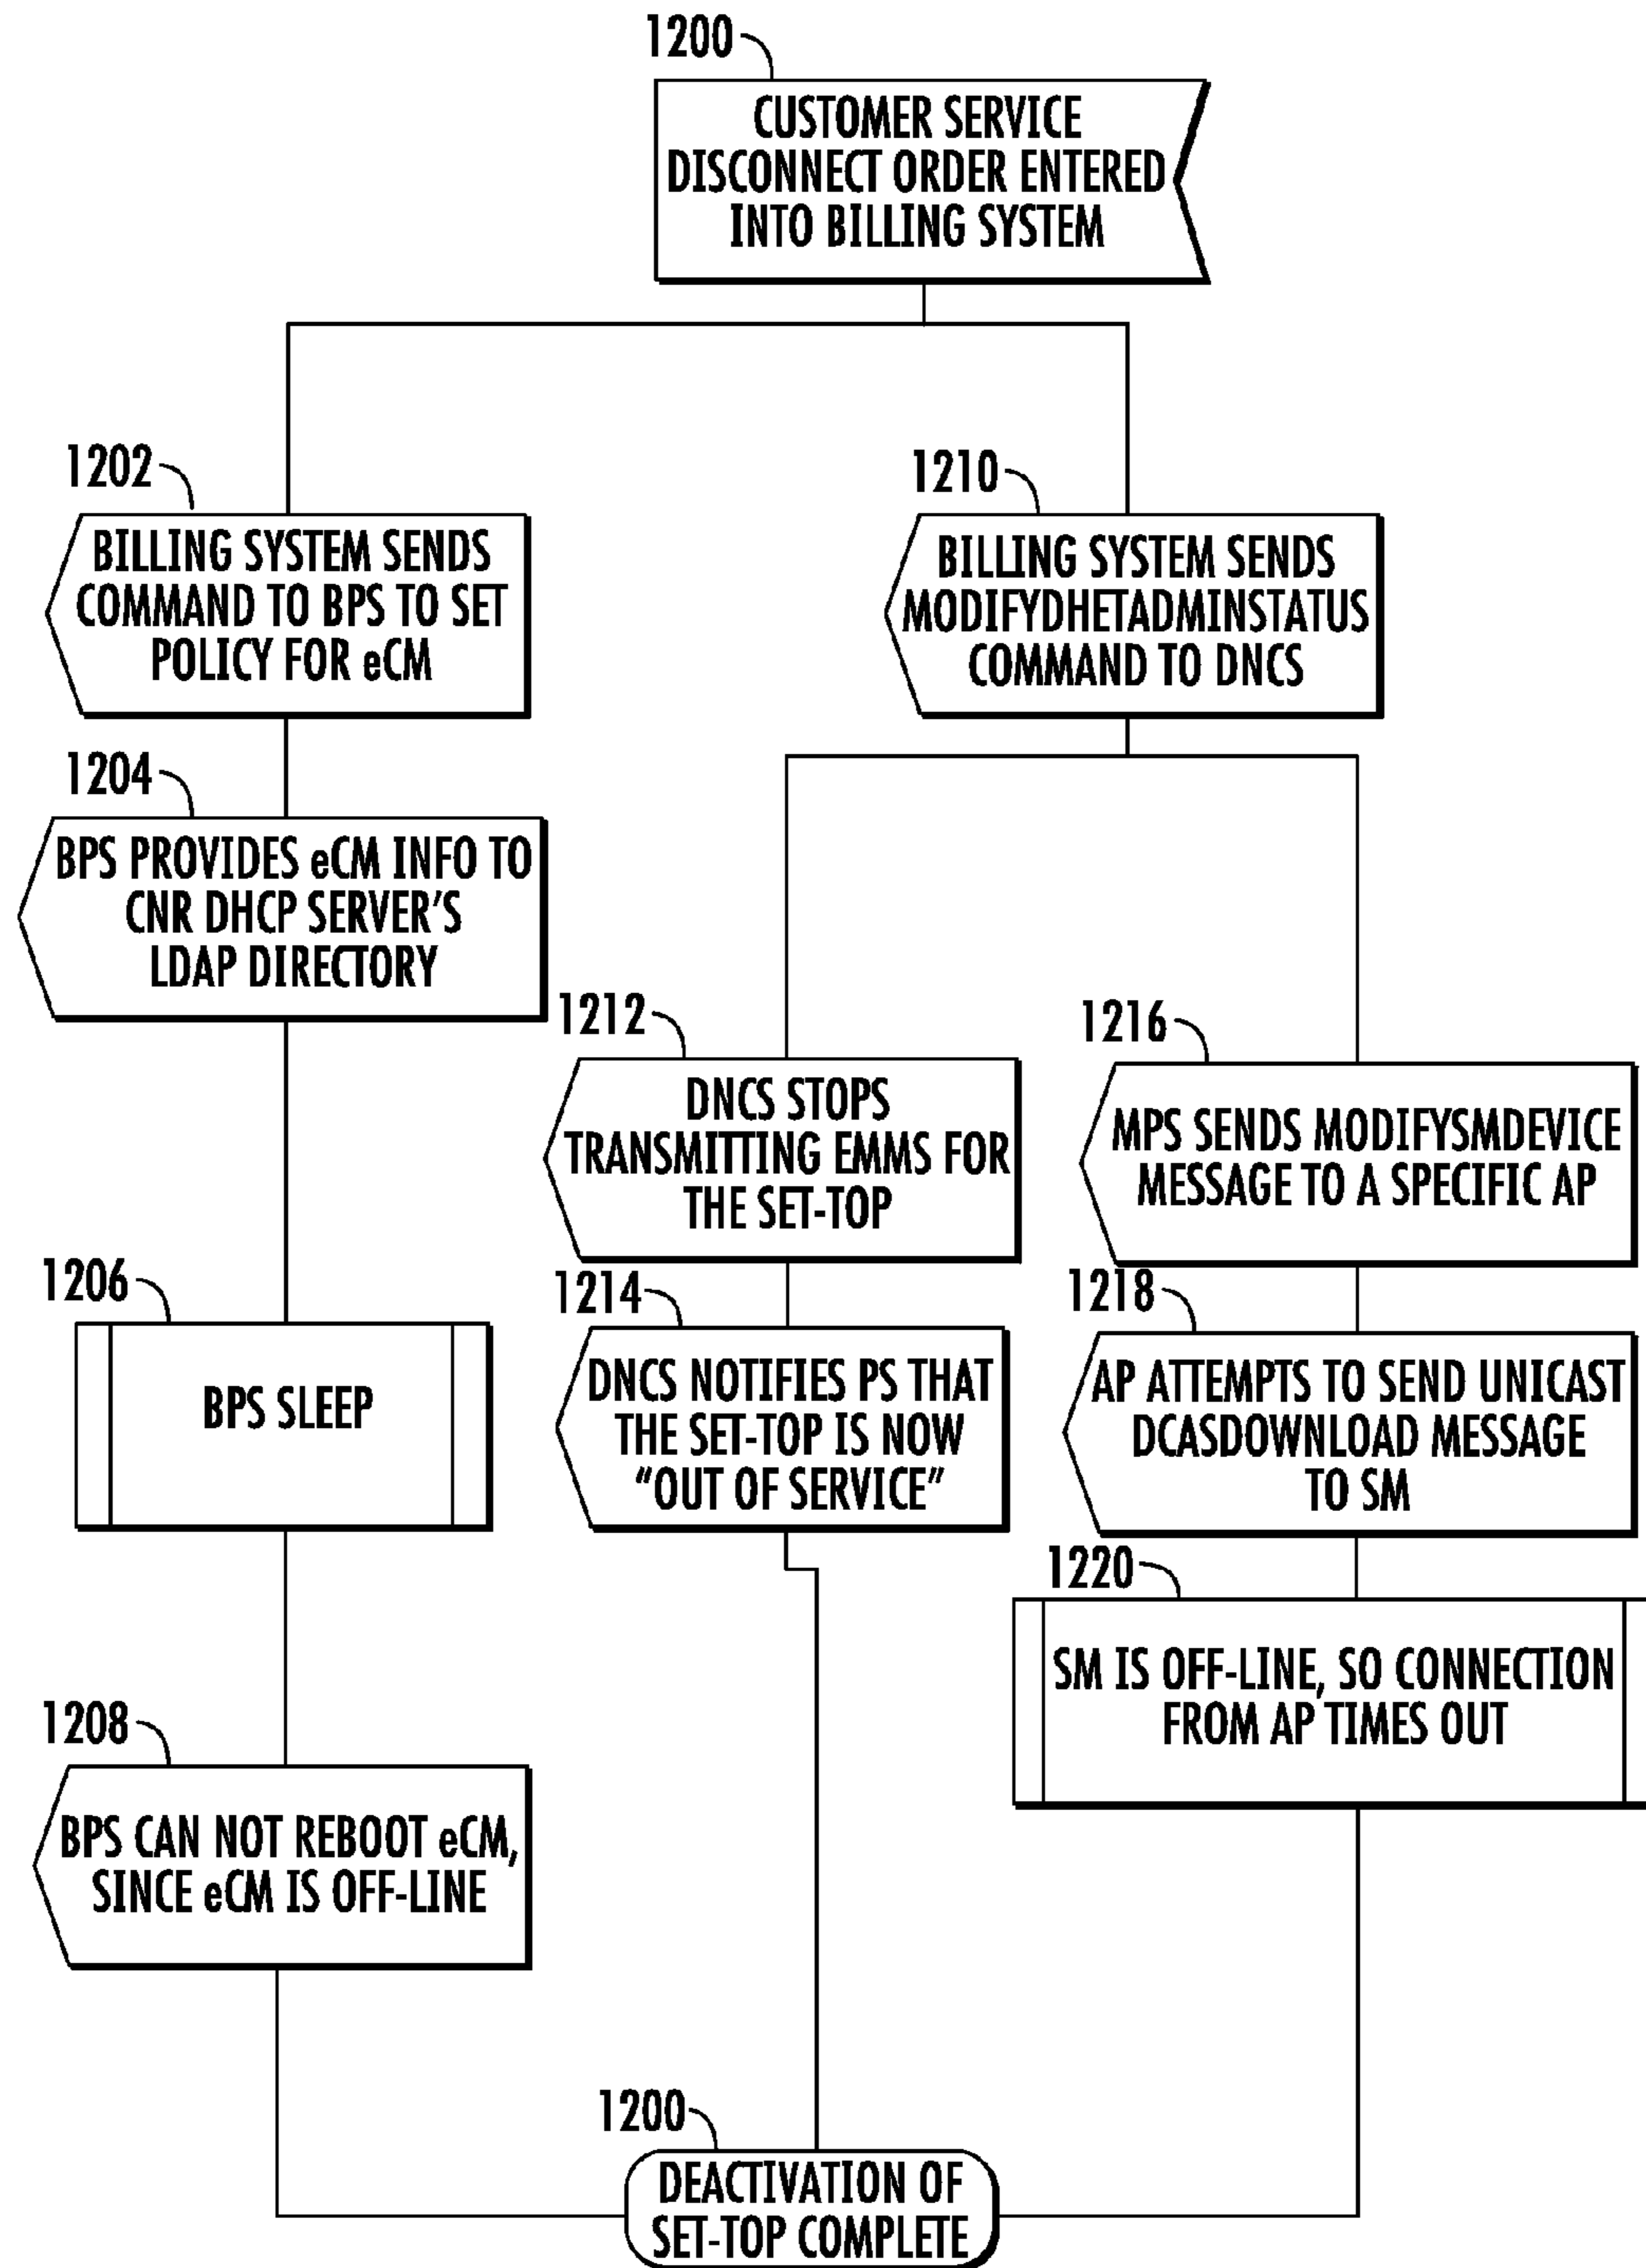 1200
CUSTOMER SERVICE
DISCONNECT ORDER ENTERED
INTO BILLING SYSTEM
1202
BILLING SYSTEM SENDS
COMMAND TO BPS TO SET
POLICY FOR eCM
1210
BILLING SYSTEM SENDS
MODIFYDHETADMINSTATUS
COMMAND TO DNCS
1204
BPS PROVIDES eCM INFO TO
CNR DHCP SERVER'S
LDAP DIRECTORY
1212
DNCS STOPS
TRANSMITTING EMMS FOR
THE SET-TOP
1216
MPS SENDS MODIFYSMDEVICE
MESSAGE TO A SPECIFIC AP
1206
BPS SLEEP
1214
DNCS NOTIFIES PS THAT
THE SET-TOP IS NOW
"OUT OF SERVICE"
1218
AP ATTEMPTS TO SEND UNICAST
DCASDOWNLOAD MESSAGE
TO SM
1220
SM IS OFF-LINE, SO CONNECTION
FROM AP TIMES OUT
1208
BPS CAN NOT REBOOT eCM,
SINCE eCM IS OFF-LINE
1200
DEACTIVATION OF
SET-TOP COMPLETE